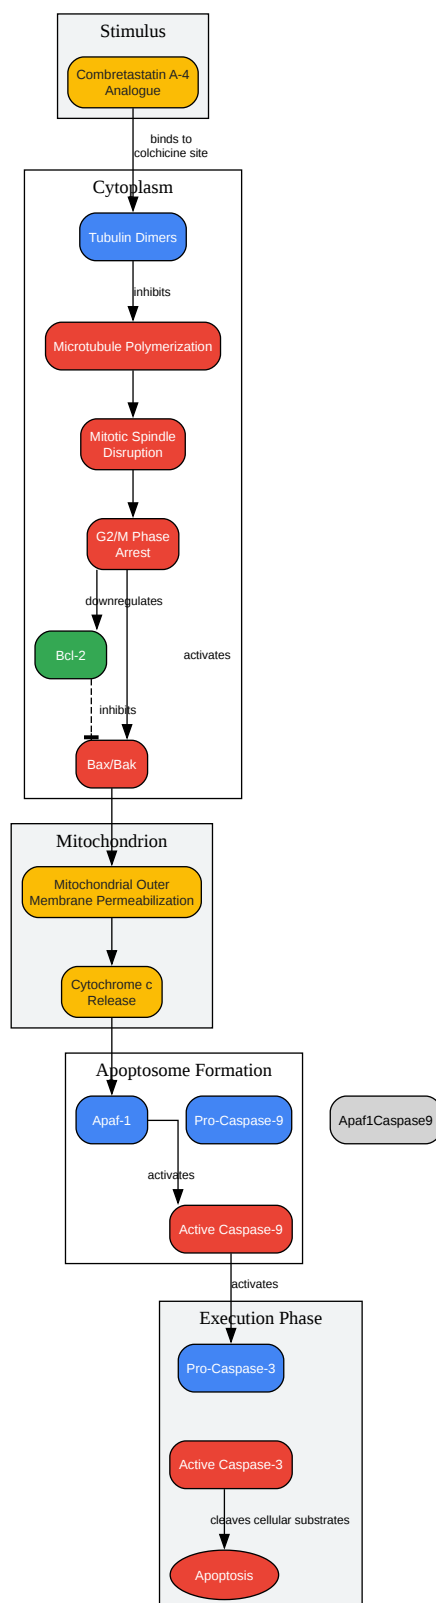 Stimulus
Combretastatin A-4
Analogue
binds to
colchicine site
Cytoplasm
Tubulin Dimers
inhibits
Microtubule Polymerization
Mitotic Spindle
Disruption
G2/M Phase
Arrest
downregulates
Bcl-2
activates
inhibits
Bax/Bak
Mitochondrion
Mitochondrial Outer
Membrane Permeabilization
Cytochrome c
Release
Apoptosome Formation
Apaf-1
Pro-Caspase-9
Apaf1Caspase9
activates
Active Caspase-9
activates
Execution Phase
Pro-Caspase-3
Active Caspase-3
cleaves cellular substrates
Apoptosis